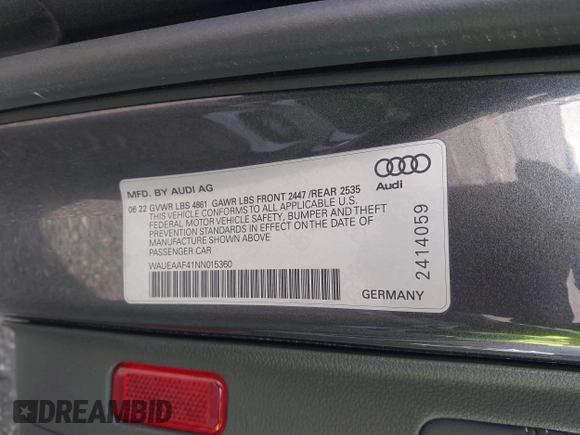 MFD. BY AUDI AG
06 22 GVWR LBS 4861 GAWR LBS FRONT 2447 /REAR 2535
THIS VEHICLE CONFORMS TO ALL APPLICABLE U.S.
FEDERAL MOTOR VEHICLE SAFETY, BUMPER AND THEFT
PREVENTION STANDARDS IN EFFECT ON THE DATE OF
MANUFACTURE SHOWN ABOVE
PASSENGER CAR
WAUEAAF41NN015360
Audi
2414059
GERMANY
DREAMBID